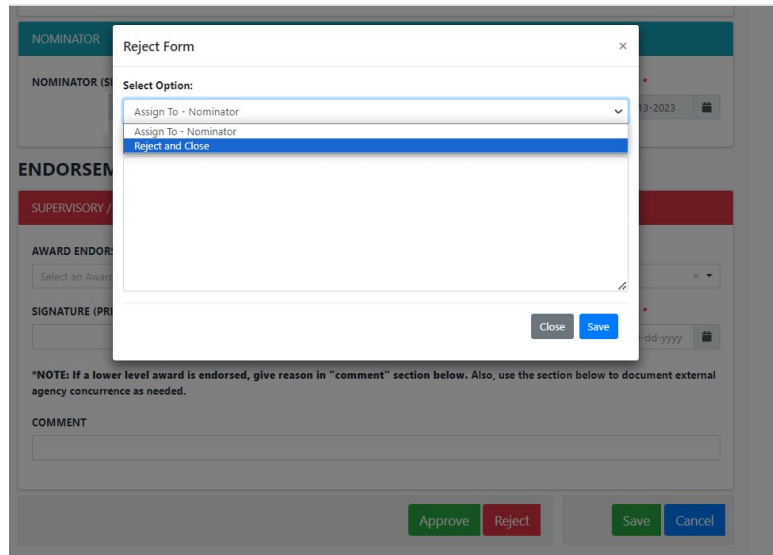 NOMINATOR
Reject Form
×
NOMINATOR (SI
Select Option:
*
Assign To - Nominator
13-2023
Assign To - Nominator
Reject and Close
ENDORSEM
SUPERVISORY /
AWARD ENDORS
Select an Award
×
SIGNATURE (PRI
*
-dd-yyyy
Close Save
*NOTE: If a lower level award is endorsed, give reason in "comment" section below. Also, use the section below to document external
agency concurrence as needed.
COMMENT
Approve Reject Save Cancel